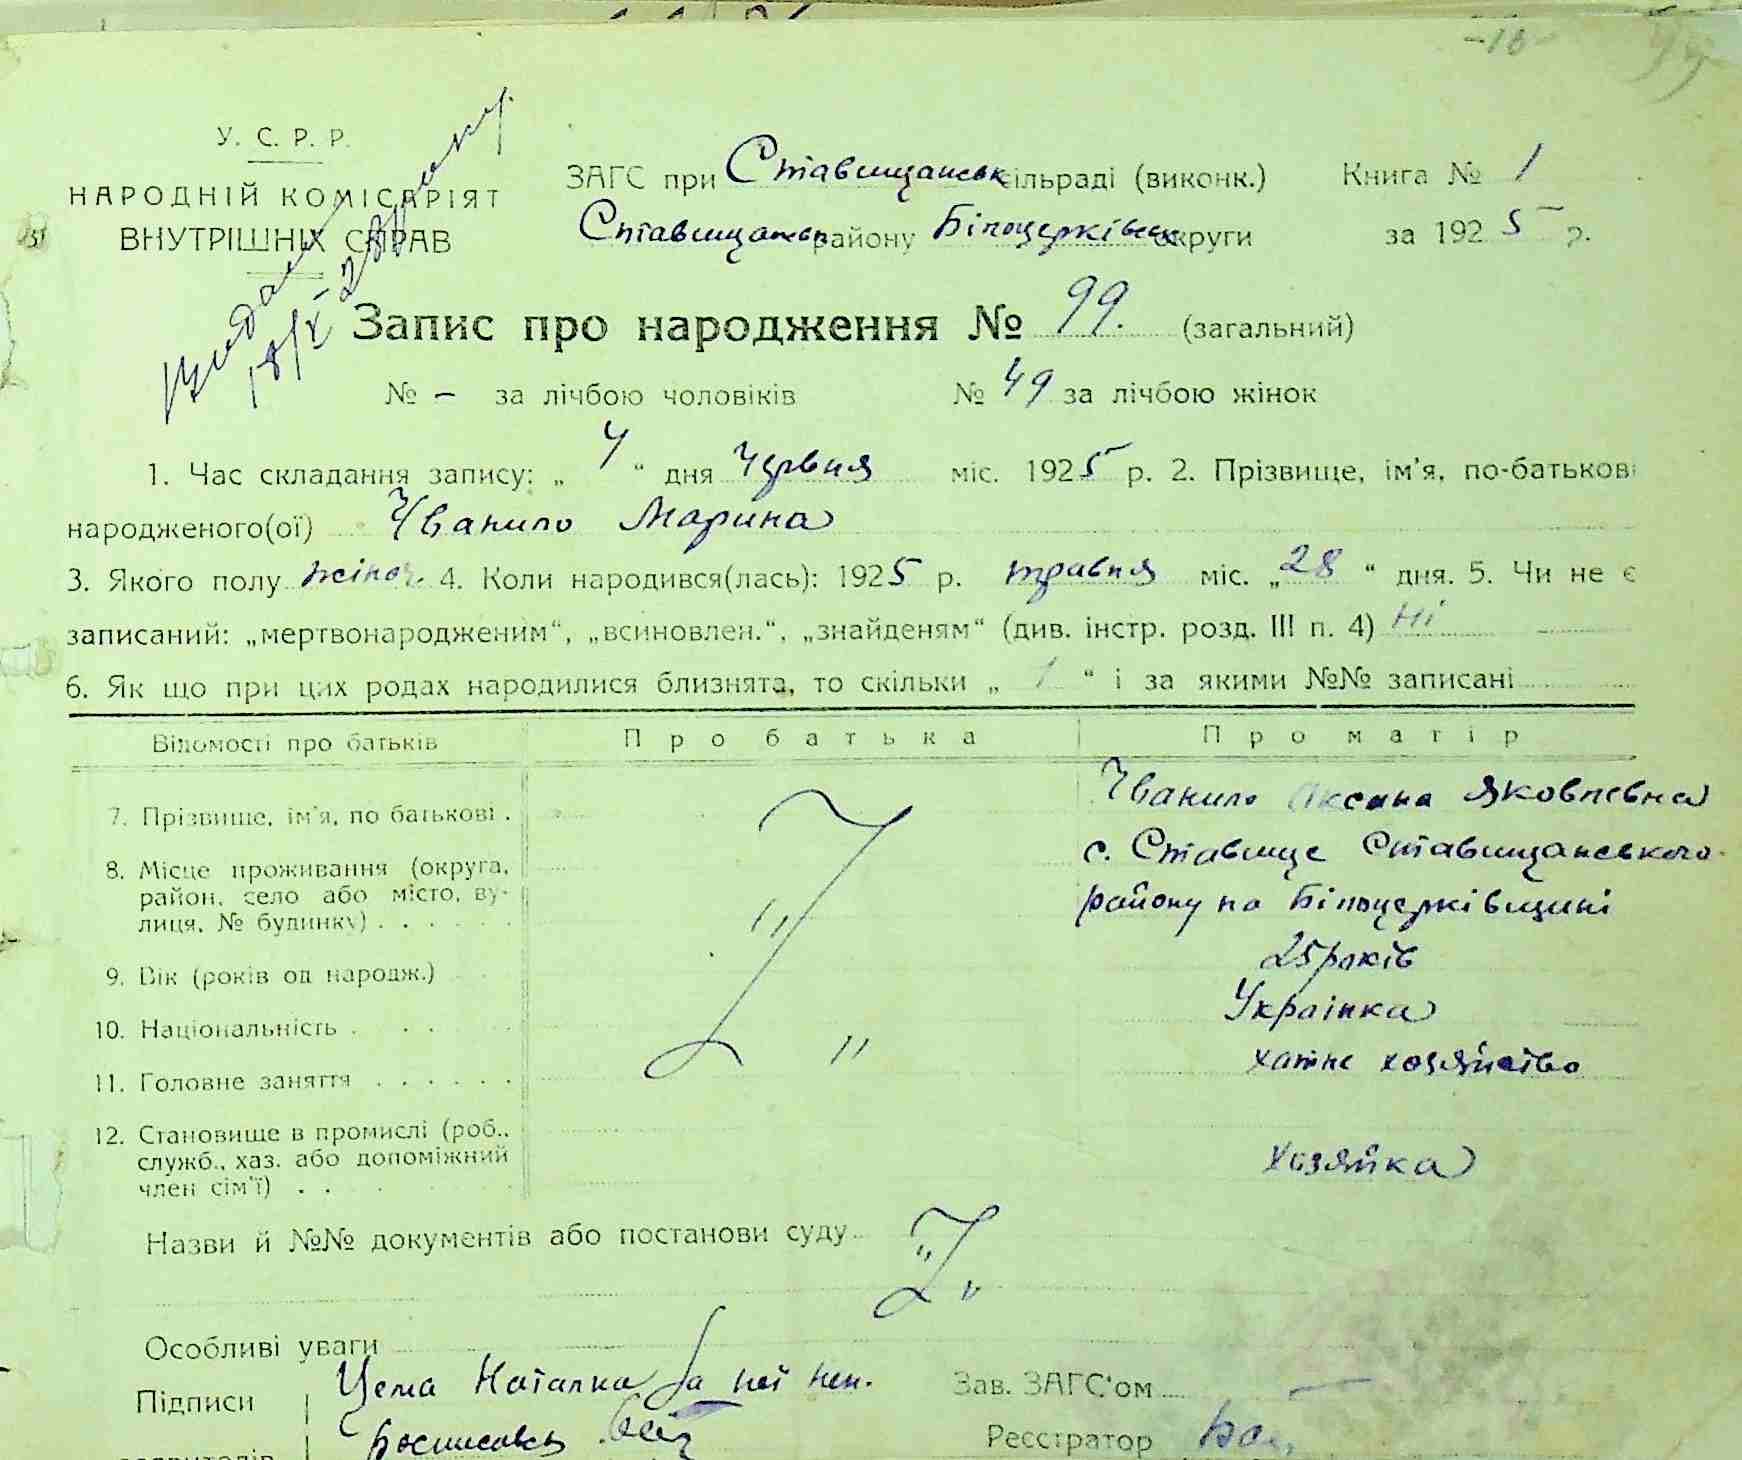 -18-
У. С. Р. Р.
НАРОДНІЙ КОМІСАРІЯТ
ВНУТРІШНІХ СПРАВ
ЗАГС при Ставищанськ сільраді (виконк.) Книга № 1
Ставищанськ району Білоцерківськ округи за 1925 р.
Запис про народження № 99. (загальний)
№ – за лічбою чоловіків № 49 за лічбою жінок
1. Час складання запису: „ 4 “ дня Червня міс. 1925 р. 2. Прізвище, ім'я, по-батькові
народженого(ої) Чванило Марина
3. Якого полу жіноч. 4. Коли народився(лась): 1925 р. травня міс. „28“ дня. 5. Чи не є
записаний: „мертвонародженим“, „всиновлен.“, „знайденям“ (див. інстр. розд. III п. 4) Ні
6. Як що при цих родах народилися близнята, то скільки „ 1 “ і за якими №№ записані
Відомості про батьків Про батька Про матір
7. Прізвище, ім'я, по батькові . Чванило Оксана Яковлевна
8. Місце проживання (округа, район, село або місто, вулиця, № будинку) . с. Ставище Ставищанського
району на Білоцерківщині
9. Вік (років од народж.) 25 років
10. Національність . Українка
11. Головне заняття . . . . . . хатнє хозяйство
12. Становище в промислі (роб.,
служб., хаз. або допоміжний
член сім'ї) . . хозяйка
Назви й №№ документів або постанови суду
Особливі уваги
Підписи Цема Наталка За неї неп.
Зав. ЗАГС'ом
Росписавсь
Реєстратор